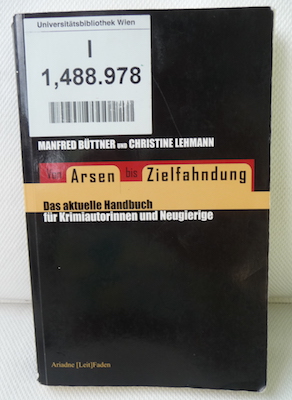 Universitätsbibliothek Wien
I
1,488.978
MANFRED BÜTTNER UND CHRISTINE LEHMANN
Von Arsen bis Zielfahndung
Das aktuelle Handbuch
für Krimiautorinnen und Neugierige
Ariadne [Leit]Faden